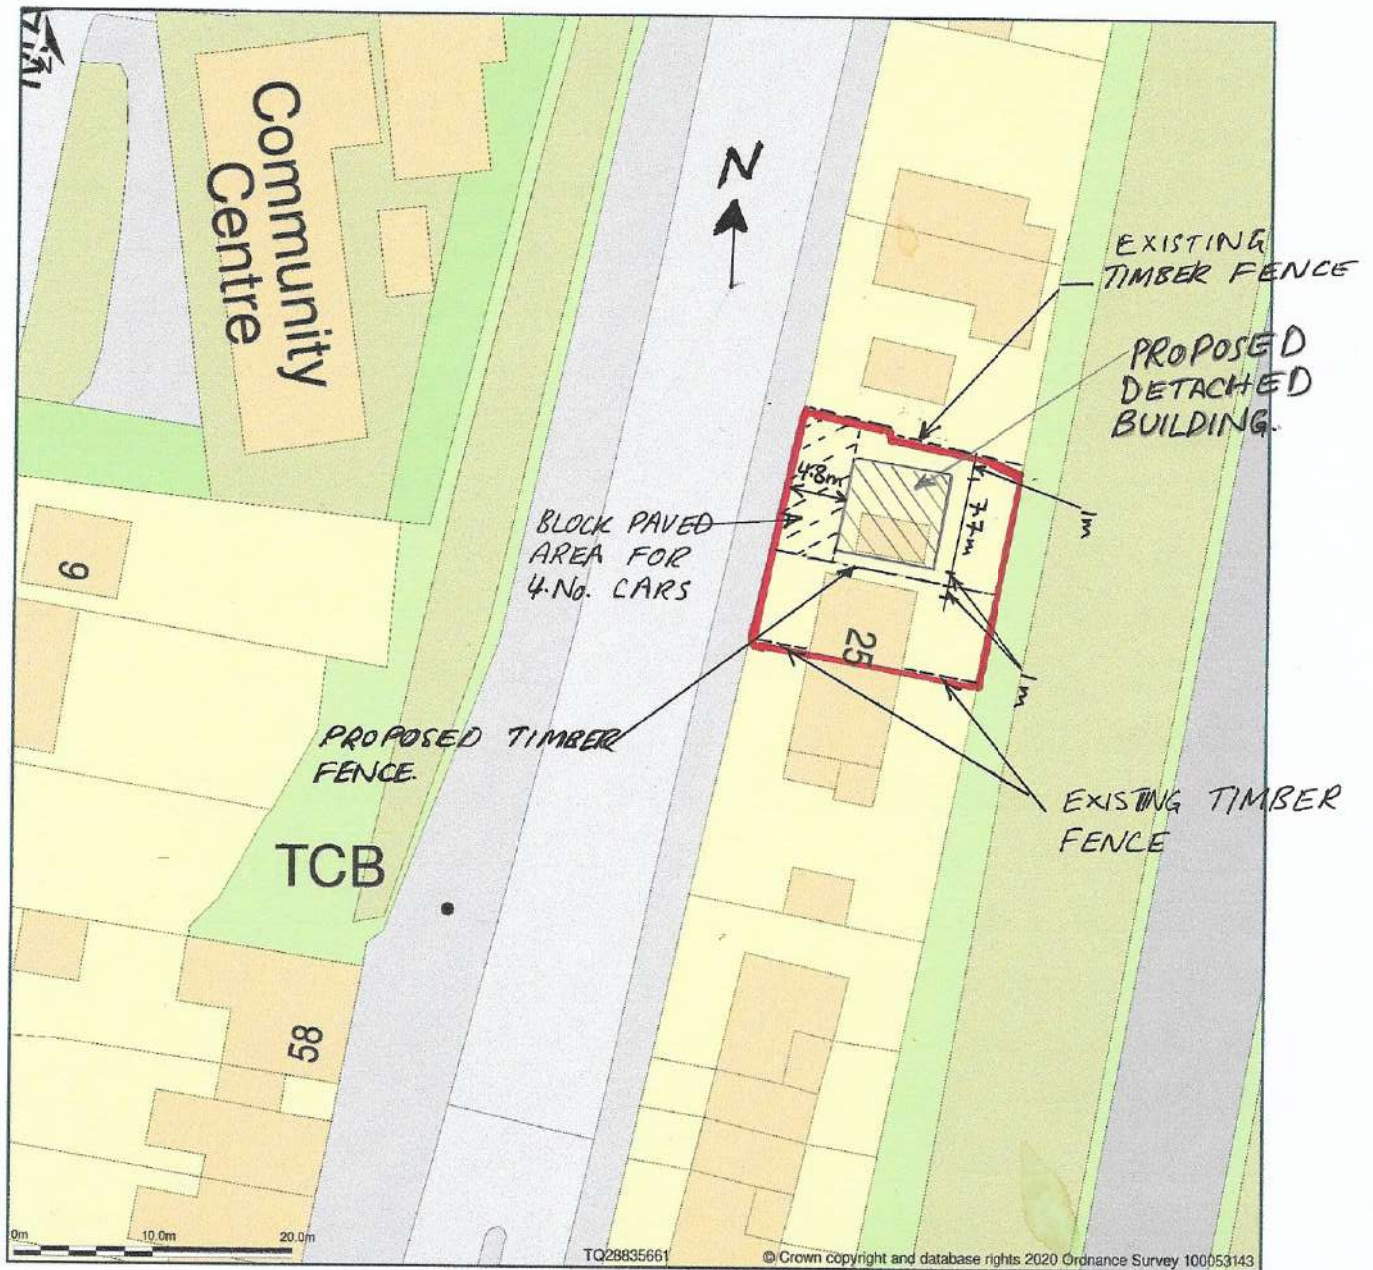 Community
Centre
N
EXISTING
TIMBER FENCE
PROPOSED
DETACHED
BUILDING.
4.8m
7.7m
1m
BLOCK PAVED
AREA FOR
4.No. CARS
9
25
1m
PROPOSED TIMBER
FENCE.
EXISTING TIMBER
FENCE
TCB
58
0m 10.0m 20.0m
TQ28835661
© Crown copyright and database rights 2020 Ordnance Survey 100053143